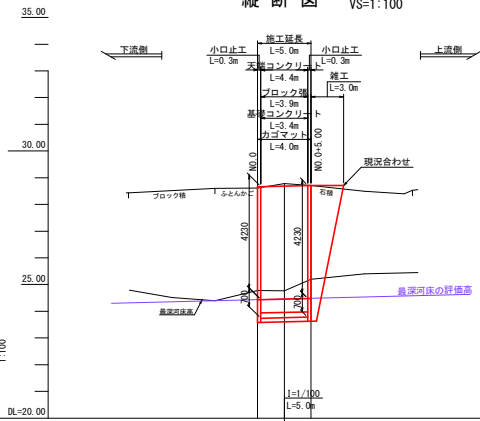 縦断図 VS=1:100
35.00
下流側
上流側
施工延長
L=5.0m
小口止工
L=0.3m
小口止工
L=0.3m
天端コンクリート
L=4.4m
雑工
L=3.0m
ブロック張
L=3.9m
基礎コンクリート
L=3.4m
カゴマット
L=4.0m
30.00
NO.0
NO.0+5.00
現況合わせ
ブロック積
ふとんかご
石積
4230
4230
25.00
700
700
最深河床の評価高
最深河床高
1:100
I=1/100
L=5.0m
DL=20.00